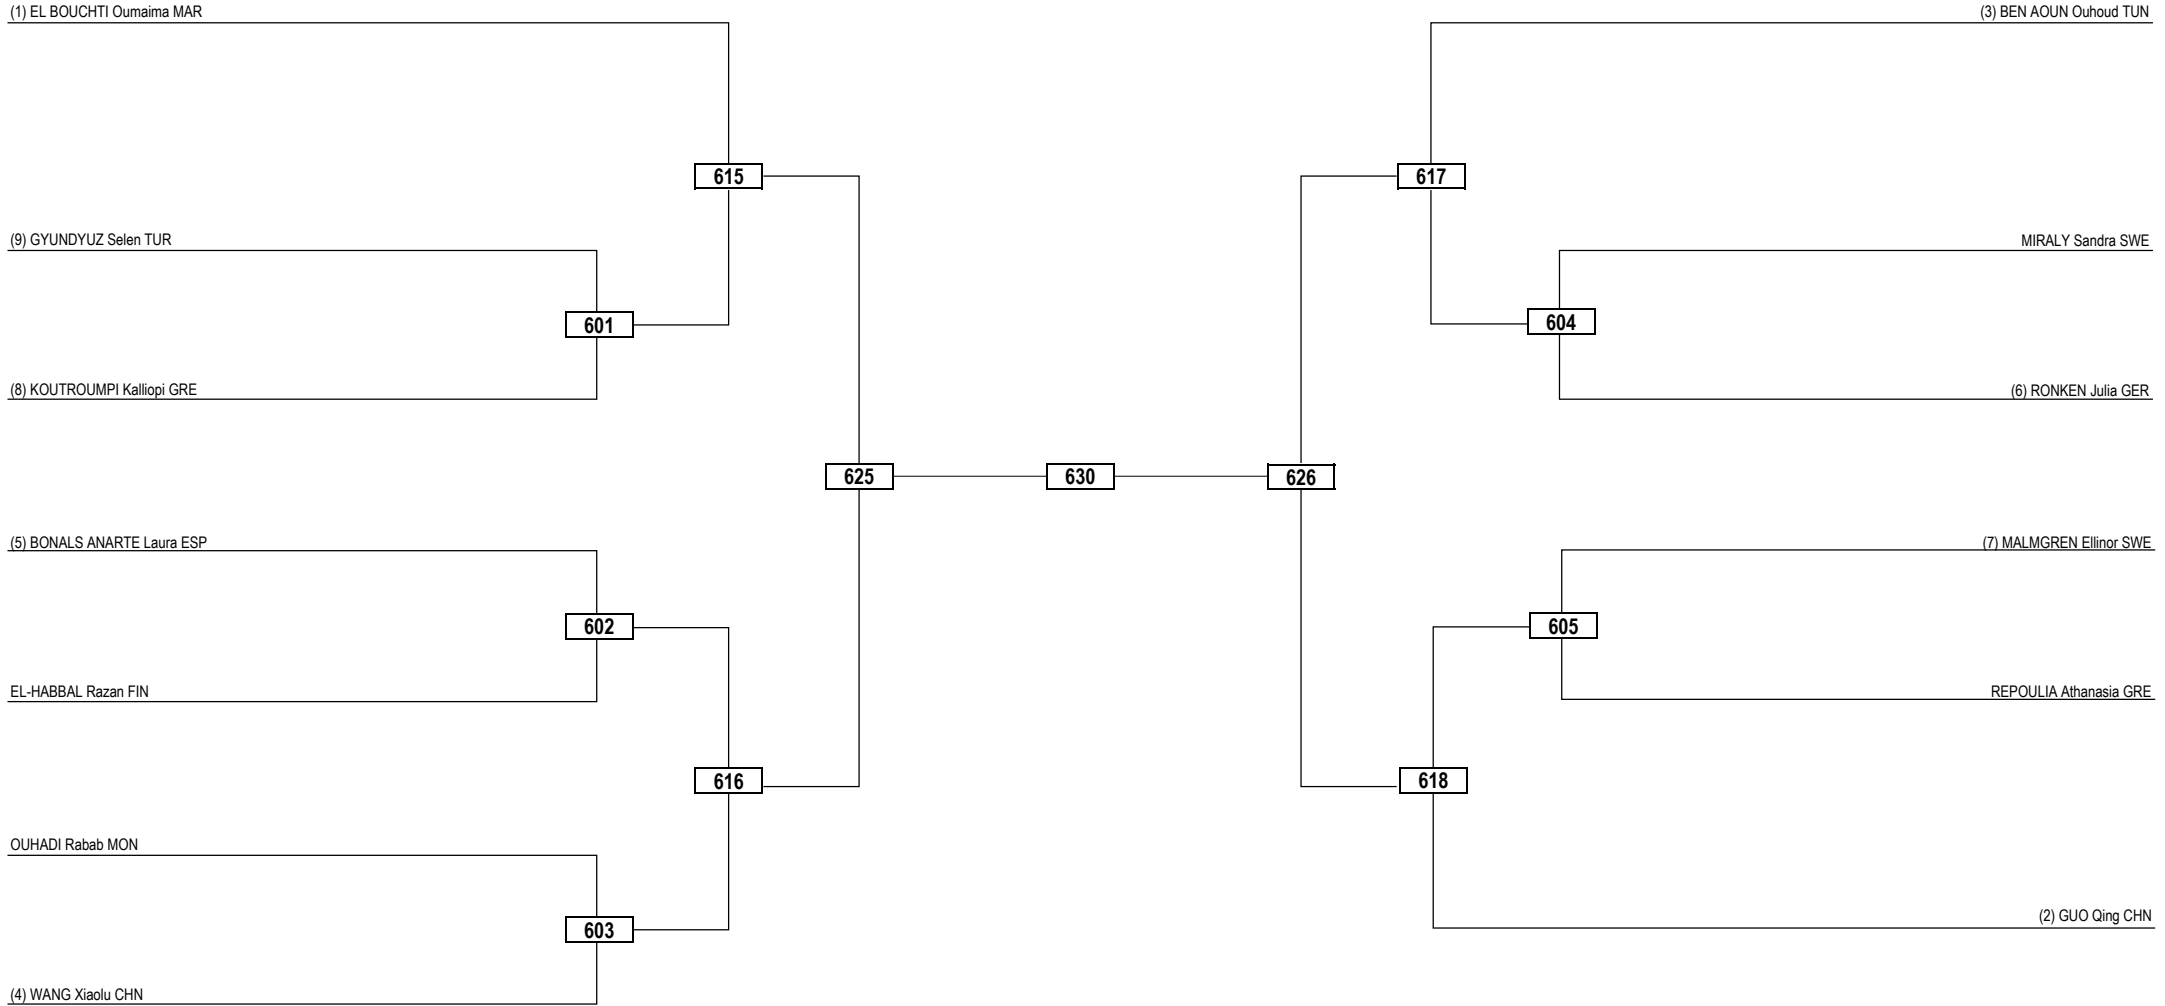 (1) EL BOUCHTI Oumaima MAR
(3) BEN AOUN Ouhoud TUN
615
617
(9) GYUNDYUZ Selen TUR
MIRALY Sandra SWE
601
604
(8) KOUTROUMPI Kalliopi GRE
(6) RONKEN Julia GER
625
630
626
(5) BONALS ANARTE Laura ESP
(7) MALMGREN Ellinor SWE
602
605
EL-HABBAL Razan FIN
REPOULIA Athanasia GRE
616
618
OUHADI Rabab MON
(2) GUO Qing CHN
603
(4) WANG Xiaolu CHN